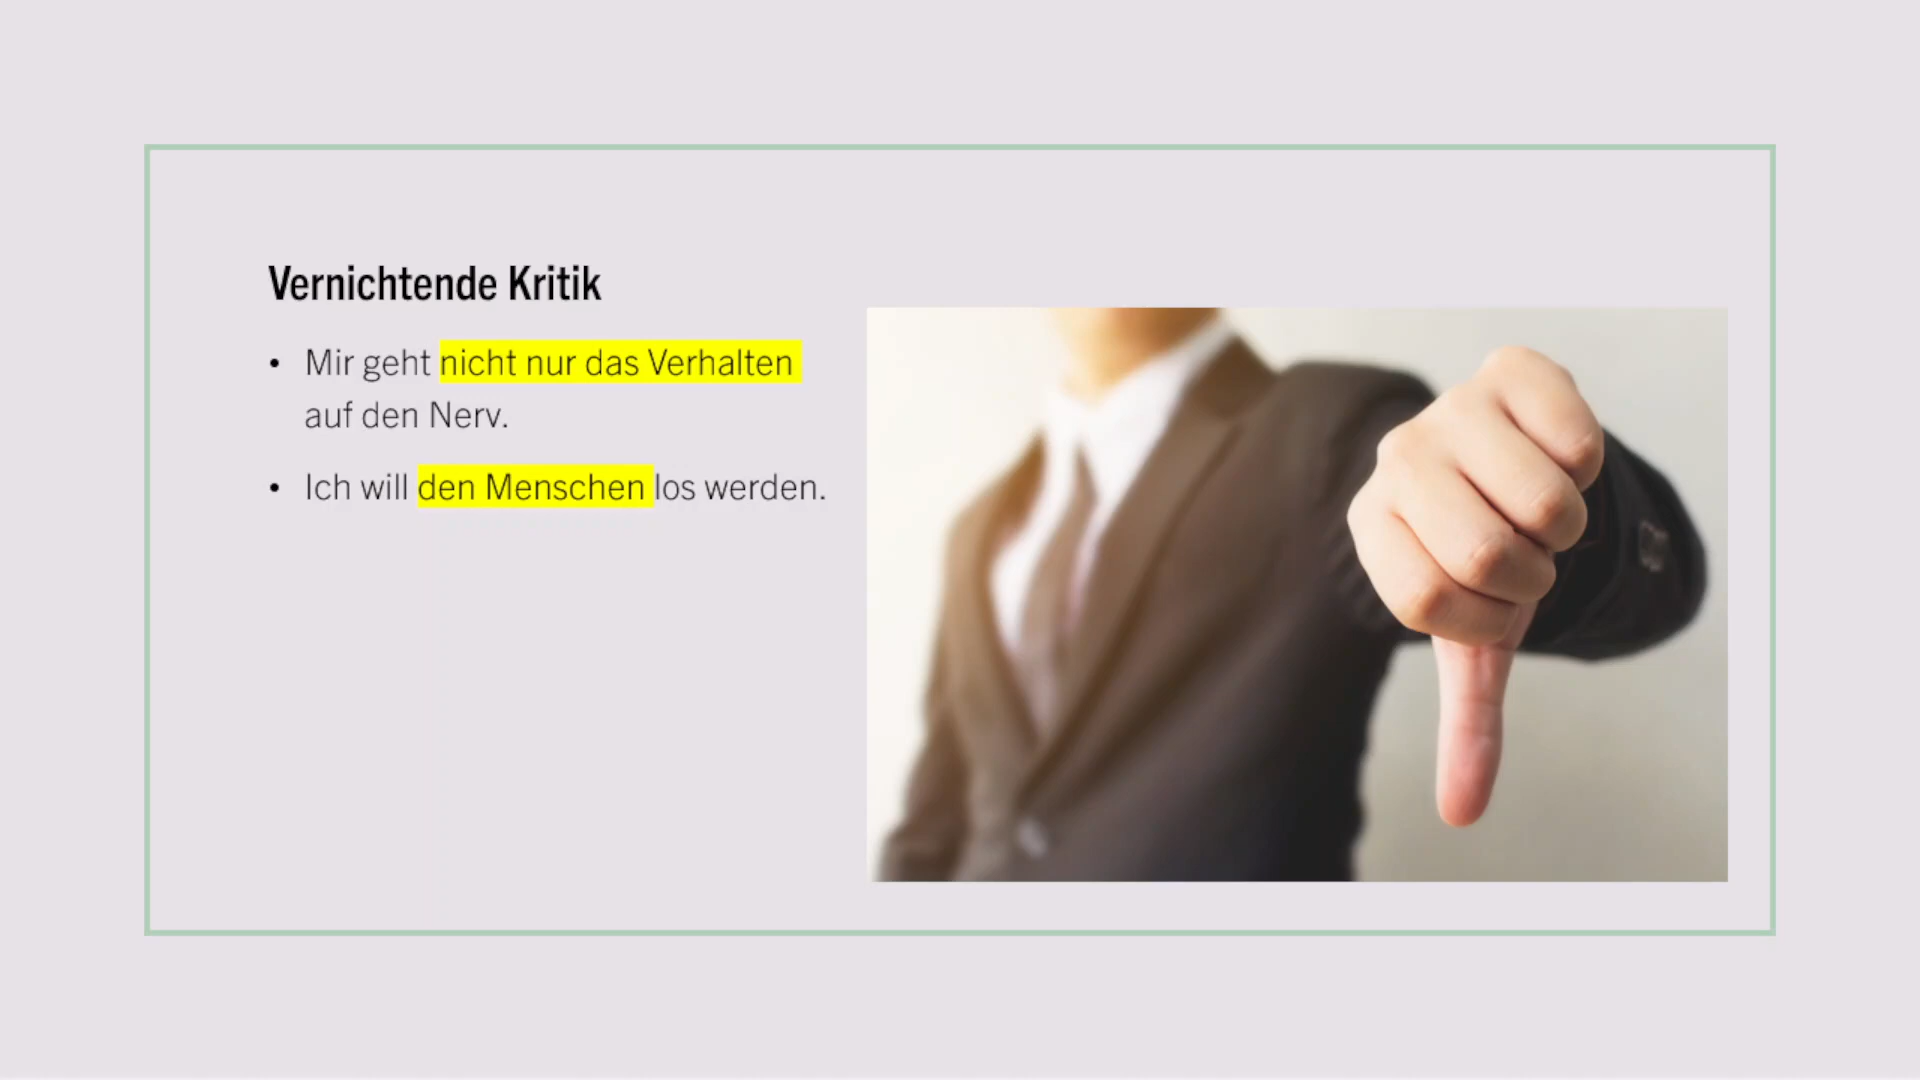 Vernichtende Kritik
• Mir geht nicht nur das Verhalten
auf den Nerv.
• Ich will den Menschen los werden.